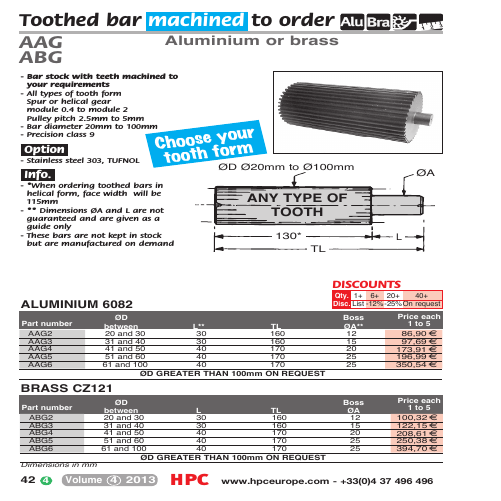 Toothed bar machined to order Alu Bra
AAG
ABG
Aluminium or brass
- Bar stock with teeth machined to
your requirements
- All types of tooth form
Spur or helical gear
module 0.4 to module 2
Pulley pitch 2.5mm to 5mm
- Bar diameter 20mm to 100mm
- Precision class 9
Option
- Stainless steel 303, TUFNOL
Info.
- *When ordering toothed bars in
helical form, face width will be
115mm
- ** Dimensions ØA and L are not
guaranteed and are given as a
guide only
- These bars are not kept in stock
but are manufactured on demand
Choose your
tooth form
ØD Ø20mm to Ø100mm
ØA
ANY TYPE OF
TOOTH
130*
L
TL
DISCOUNTS
Qty. 1+ 6+ 20+ 40+
Disc. List -12% -25% On request
ALUMINIUM 6082
Part number ØD between L** TL Boss ØA** Price each 1 to 5
AAG2 20 and 30 30 160 12 86,90 €
AAG3 31 and 40 30 160 15 97,69 €
AAG4 41 and 50 40 170 20 173,91 €
AAG5 51 and 60 40 170 25 196,99 €
AAG6 61 and 100 40 170 25 350,54 €
ØD GREATER THAN 100mm ON REQUEST
BRASS CZ121
Part number ØD between L TL Boss ØA Price each 1 to 5
ABG2 20 and 30 30 160 12 100,32 €
ABG3 31 and 40 30 160 15 122,15 €
ABG4 41 and 50 40 170 20 208,61 €
ABG5 51 and 60 40 170 25 250,38 €
ABG6 61 and 100 40 170 25 394,70 €
ØD GREATER THAN 100mm ON REQUEST
Dimensions in mm
42 4 Volume 4 2013 HPC www.hpceurope.com - +33(0)4 37 496 496